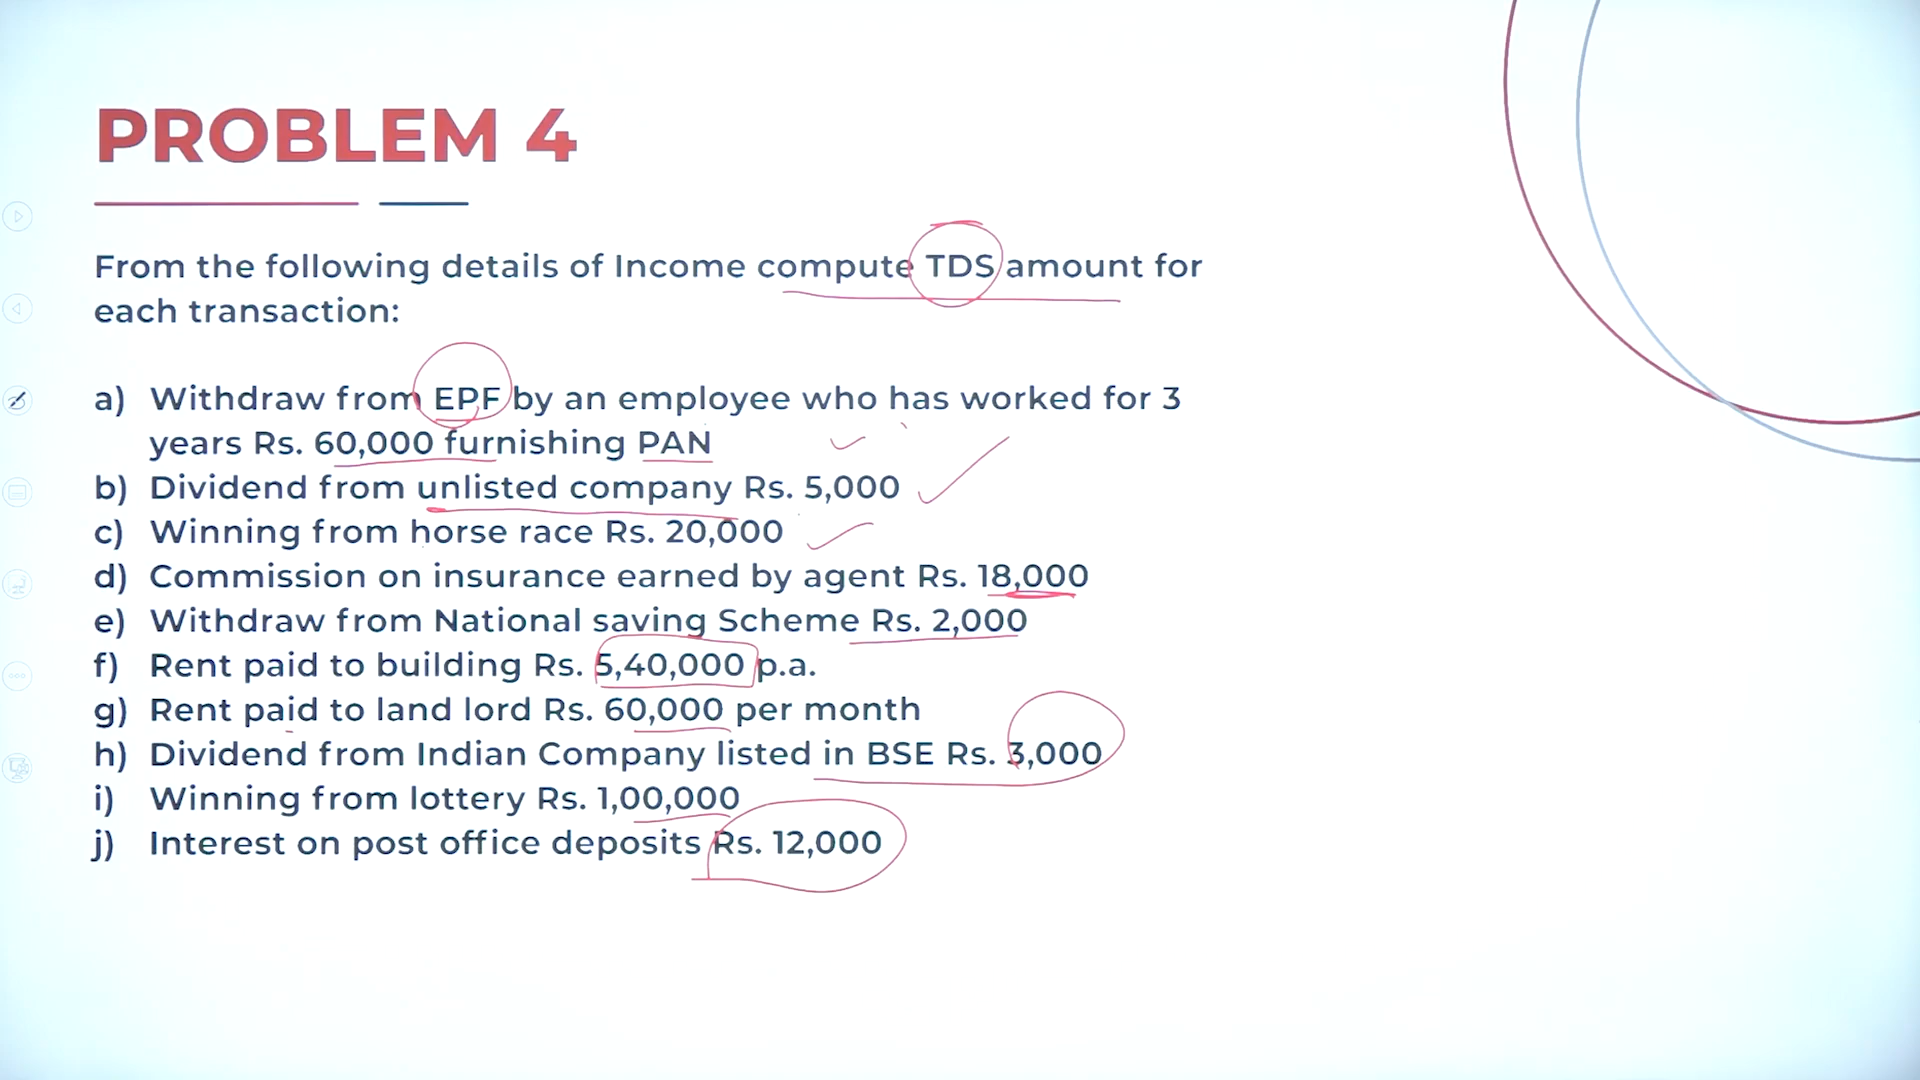 PROBLEM 4
From the following details of Income compute TDS amount for
each transaction:
a) Withdraw from EPF by an employee who has worked for 3
years Rs. 60,000 furnishing PAN
b) Dividend from unlisted company Rs. 5,000
c) Winning from horse race Rs. 20,000
d) Commission on insurance earned by agent Rs. 18,000
e) Withdraw from National saving Scheme Rs. 2,000
f) Rent paid to building Rs. 5,40,000 p.a.
g) Rent paid to land lord Rs. 60,000 per month
h) Dividend from Indian Company listed in BSE Rs. 3,000
i) Winning from lottery Rs. 1,00,000
j) Interest on post office deposits Rs. 12,000